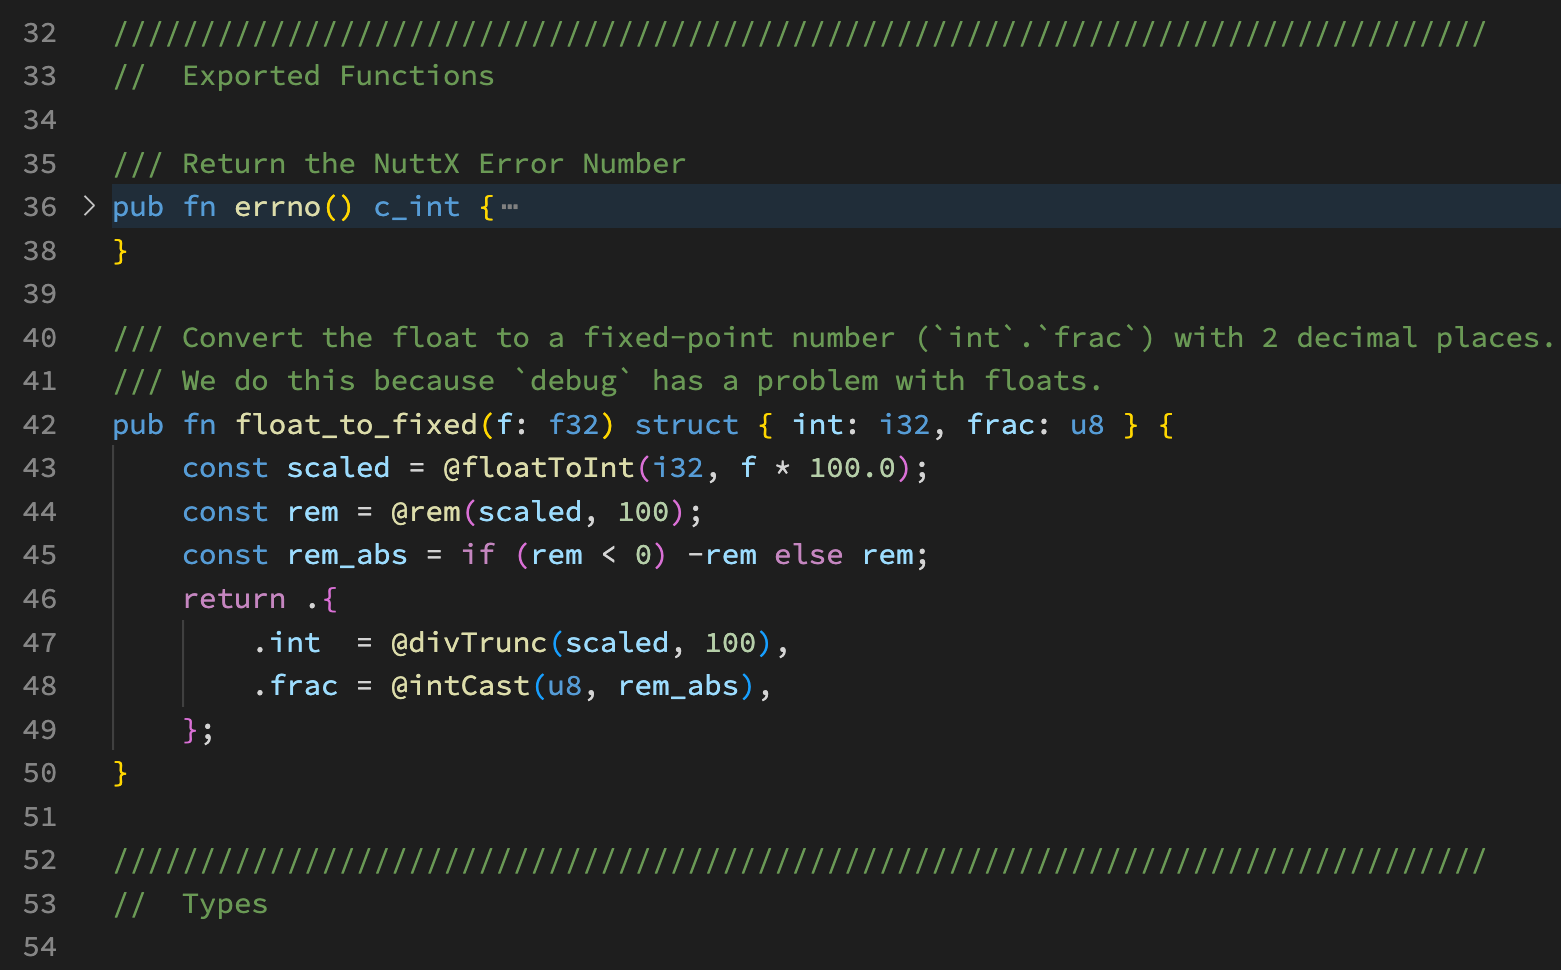 32 ///////////////////////////////////////////////////////////////////////////////
33 //  Exported Functions
34
35 /// Return the NuttX Error Number
36 > pub fn errno() c_int {⋯
38 }
39
40 /// Convert the float to a fixed-point number (`int`.`frac`) with 2 decimal places.
41 /// We do this because `debug` has a problem with floats.
42 pub fn float_to_fixed(f: f32) struct { int: i32, frac: u8 } {
43     const scaled = @floatToInt(i32, f * 100.0);
44     const rem = @rem(scaled, 100);
45     const rem_abs = if (rem < 0) -rem else rem;
46     return .{
47         .int  = @divTrunc(scaled, 100),
48         .frac = @intCast(u8, rem_abs),
49     };
50 }
51
52 ///////////////////////////////////////////////////////////////////////////////
53 //  Types
54